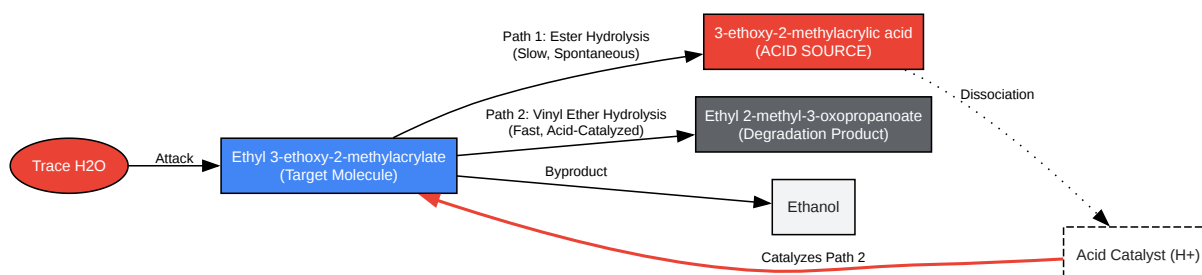 Path 1: Ester Hydrolysis
(Slow, Spontaneous)
3-ethoxy-2-methylacrylic acid
(ACID SOURCE)
Dissociation
Path 2: Vinyl Ether Hydrolysis
(Fast, Acid-Catalyzed)
Ethyl 2-methyl-3-oxopropanoate
(Degradation Product)
Trace H2O
Attack
Ethyl 3-ethoxy-2-methylacrylate
(Target Molecule)
Byproduct
Ethanol
Catalyzes Path 2
Acid Catalyst (H+)